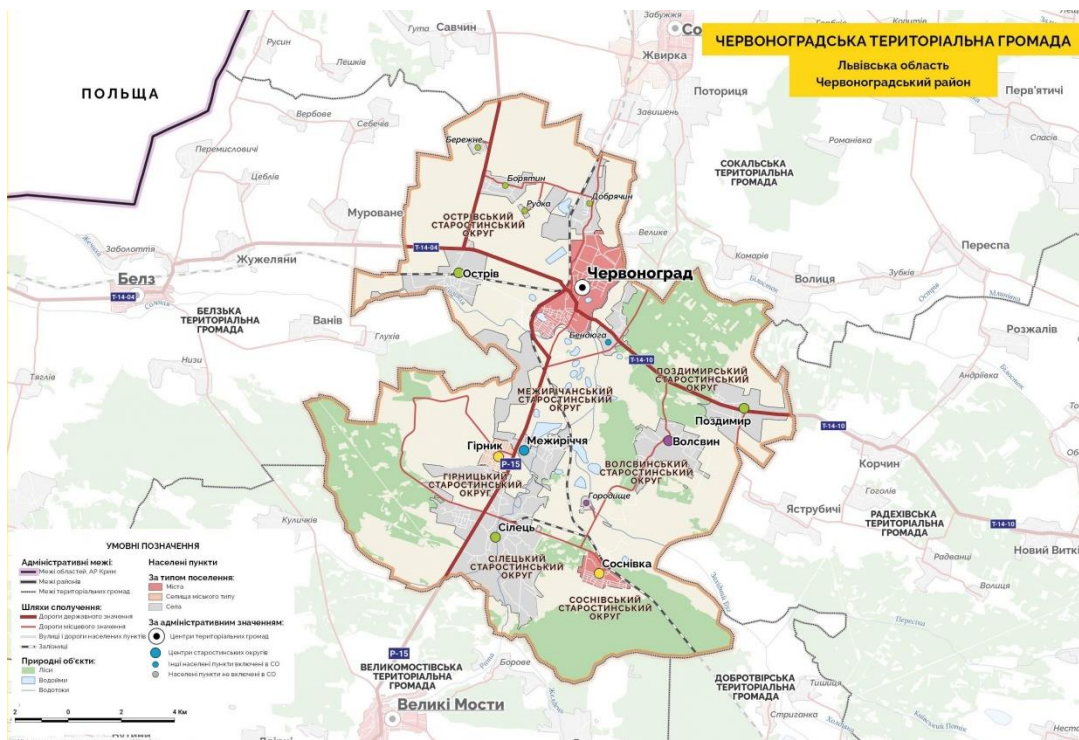 ЧЕРВОНОГРАДСЬКА ТЕРИТОРІАЛЬНА ГРОМАДА
Львівська область
Червоноградський район
ПОЛЬЩА
Гута
Савчин
Забужжя
Жвирка
Русин
Лешків
Поториця
Перв'ятичі
Завишень
Вербове
Себечів
Бережне
Романівка
Спасів
Перемисловичі
Борятин
СОКАЛЬСЬКА
ТЕРИТОРІАЛЬНА
ГРОМАДА
Цеблів
Рудка
Добрячин
Муроване
ОСТРІВСЬКИЙ
СТАРОСТИНСЬКИЙ
ОКРУГ
Велике
Заболоття
Т-14-04
Переспа
Жужеляни
Комарів
Острів
Червоноград
Волиця
Зубків
Белз
Т-14-04
БЕЛЗЬКА
ТЕРИТОРІАЛЬНА
ГРОМАДА
Ванів
Глухів
Бендюга
Розжалів
Низи
Т-14-10
ПОЗДИМИРСЬКИЙ
СТАРОСТИНСЬКИЙ
ОКРУГ
Андріївка
Тяглів
МЕЖИРІЧАНСЬКИЙ
СТАРОСТИНСЬКИЙ
ОКРУГ
Поздимир
Т-14-10
Гірник
Межиріччя
Волсвин
Р-15
Корчин
ГІРНИЦЬКИЙ
СТАРОСТИНСЬКИЙ
ОКРУГ
ВОЛСВИНСЬКИЙ
СТАРОСТИНСЬКИЙ
ОКРУГ
Гоголів
Городище
Яструбичі
РАДЕХІВСЬКА
ТЕРИТОРІАЛЬНА
ГРОМАДА
Куличків
Сілець
Т-14-10
Радванці
СІЛЕЦЬКИЙ
СТАРОСТИНСЬКИЙ
ОКРУГ
Соснівка
Волиця
СОСНІВСЬКИЙ
СТАРОСТИНСЬКИЙ
ОКРУГ
Західний Буг
Р-15
Борове
ВЕЛИКОМОСТІВСЬКА
ТЕРИТОРІАЛЬНА
ГРОМАДА
ДОБРОТВІРСЬКА
ТЕРИТОРІАЛЬНА
ГРОМАДА
Тишиця
Великі Мости
Стриганка
УМОВНІ ПОЗНАЧЕННЯ
Адміністративні межі:
Межі областей, АР Крим
Межі районів
Межі територіальних громад
Шляхи сполучення:
Дороги державного значення
Дороги місцевого значення
Вулиці і дороги населених пунктів
Залізниці
Природні об'єкти:
Ліси
Водойми
Водотоки
Населені пункти
За типом поселення:
Міста
Селища міського типу
Села
За адміністративним значенням:
Центри територіальних громад
Центри старостинських округів
Інші населені пункти включені в СО
Населені пункти не включені в СО
2 0 2 4 Км